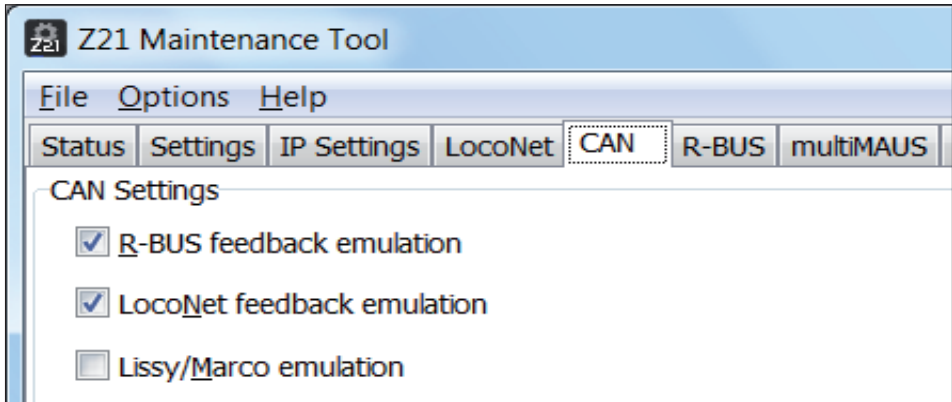 Z21 Z21 Maintenance Tool
File Options Help
Status Settings IP Settings LocoNet CAN R-BUS multiMAUS
CAN Settings
R-BUS feedback emulation
LocoNet feedback emulation
Lissy/Marco emulation